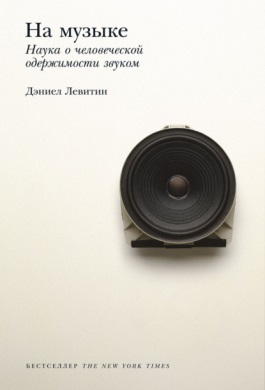 На музыке
Наука о человеческой
одержимости звуком
Дэниел Левитин
БЕСТСЕЛЛЕР THE NEW YORK TIMES